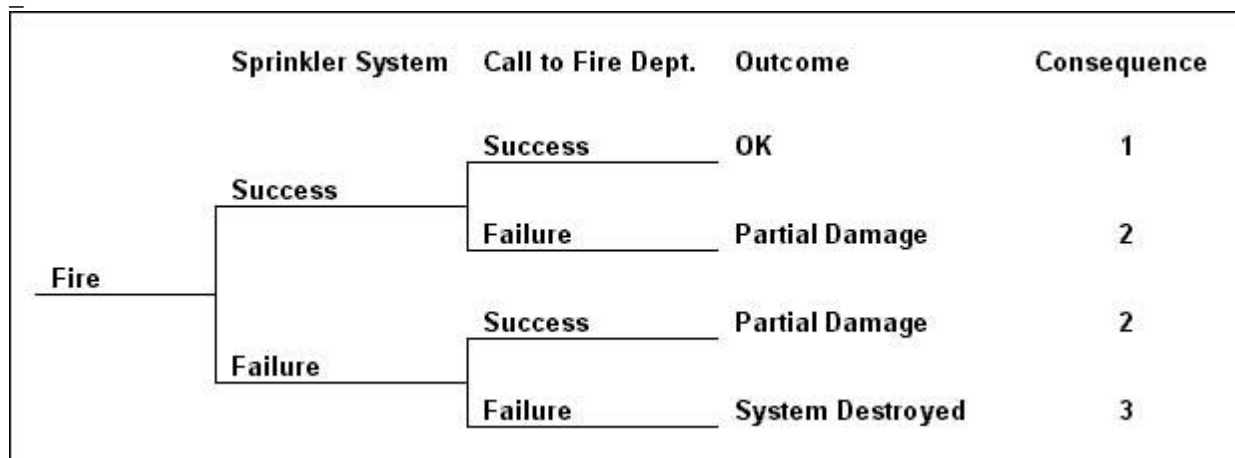 Sprinkler System Call to Fire Dept. Outcome Consequence
Success OK 1
Success
Failure Partial Damage 2
Fire
Success Partial Damage 2
Failure
Failure System Destroyed 3